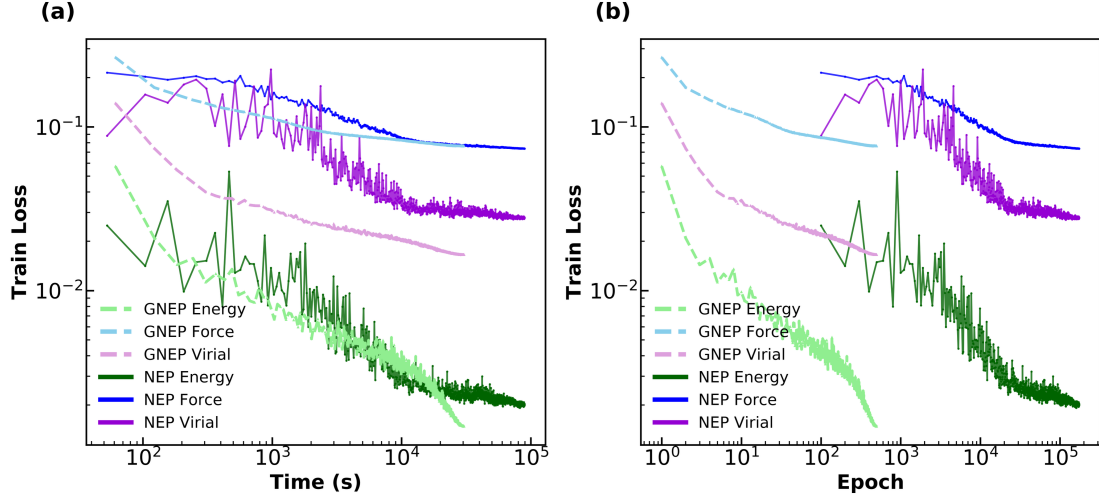 (a)
Train Loss
10⁻¹
10⁻²
GNEP Energy
GNEP Force
GNEP Virial
NEP Energy
NEP Force
NEP Virial
10²
10³
10⁴
10⁵
Time (s)
(b)
Train Loss
10⁻¹
10⁻²
GNEP Energy
GNEP Force
GNEP Virial
NEP Energy
NEP Force
NEP Virial
10⁰
10¹
10²
10³
10⁴
10⁵
Epoch